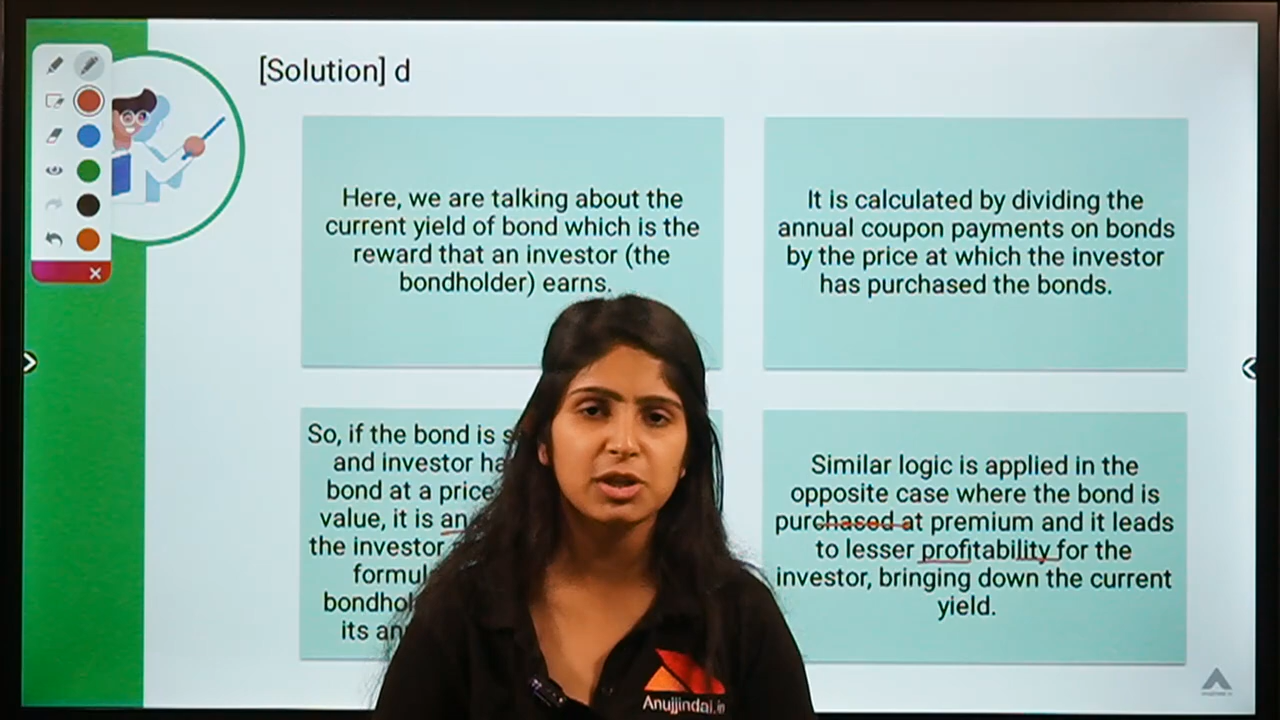 [Solution] d
Here, we are talking about the
current yield of bond which is the
reward that an investor (the
bondholder) earns.
It is calculated by dividing the
annual coupon payments on bonds
by the price at which the investor
has purchased the bonds.
So, if the bond is
and investor
bond at a price
value, it is an
the investor
its
Similar logic is applied in the
opposite case where the bond is
purchased at premium and it leads
to lesser profitability for the
investor, bringing down the current
yield.
Anujjindal.in